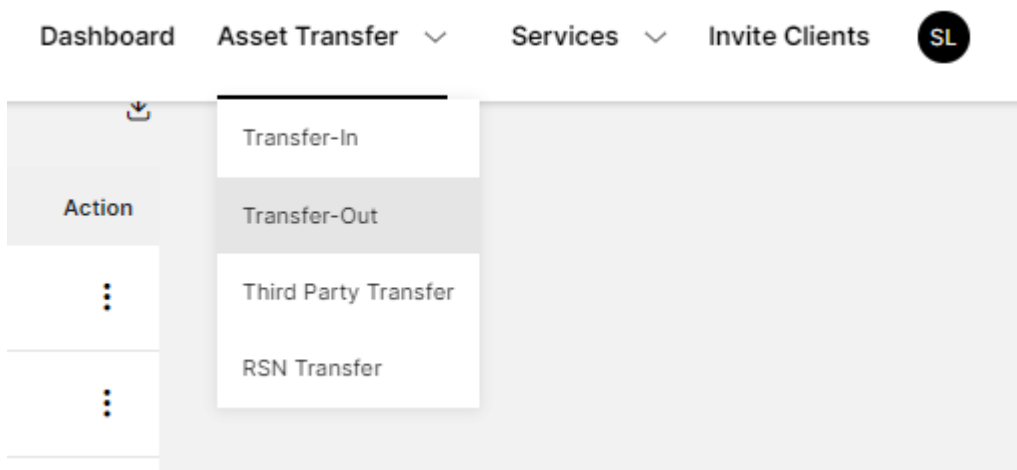 Dashboard Asset Transfer Services Invite Clients SL
Transfer-In
Action
Transfer-Out
Third Party Transfer
RSN Transfer